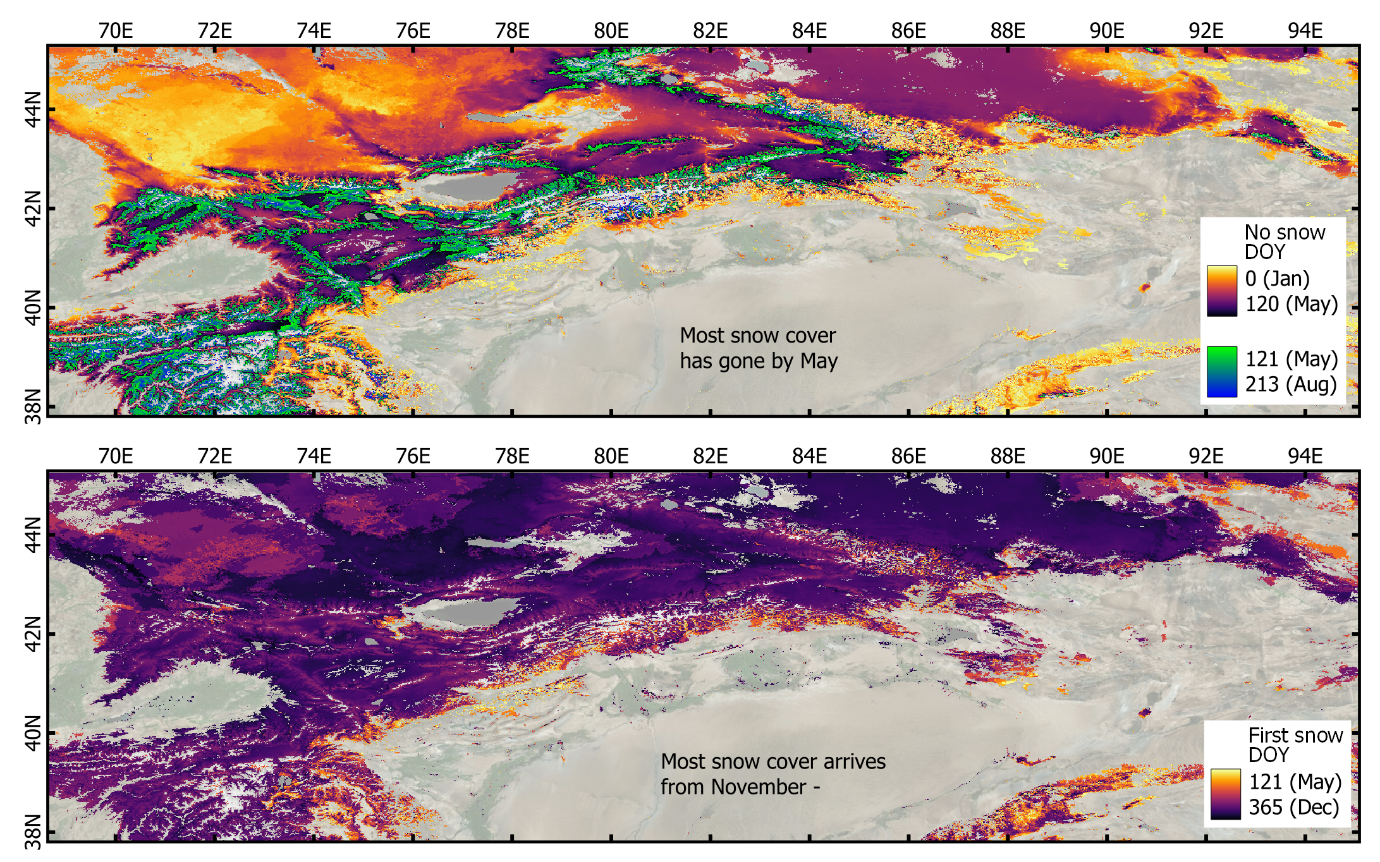 70E 72E 74E 76E 78E 80E 82E 84E 86E 88E 90E 92E 94E
44N
42N
40N
38N
No snow
DOY
0 (Jan)
120 (May)
121 (May)
213 (Aug)
Most snow cover
has gone by May
70E 72E 74E 76E 78E 80E 82E 84E 86E 88E 90E 92E 94E
44N
42N
40N
38N
First snow
DOY
121 (May)
365 (Dec)
Most snow cover arrives
from November -